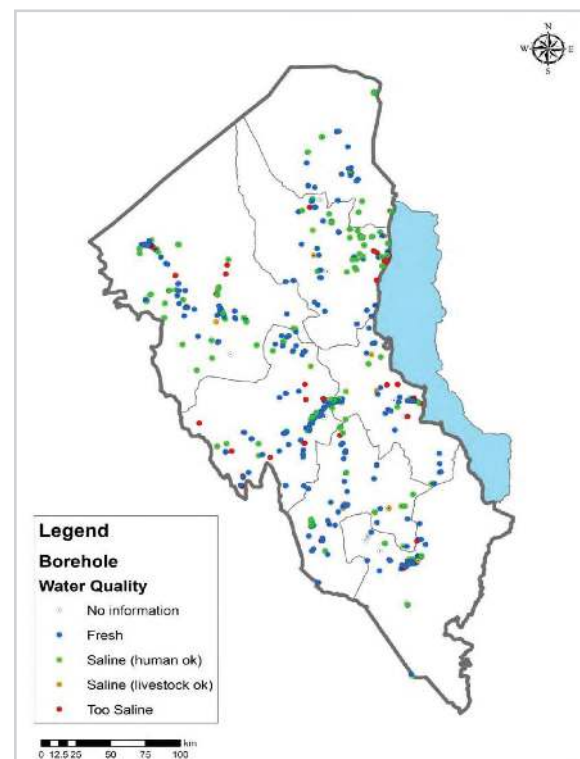 N
W E
S
Legend
Borehole
Water Quality
No information
Fresh
Saline (human ok)
Saline (livestock ok)
Too Saline
km
0 12.5 25 50 75 100